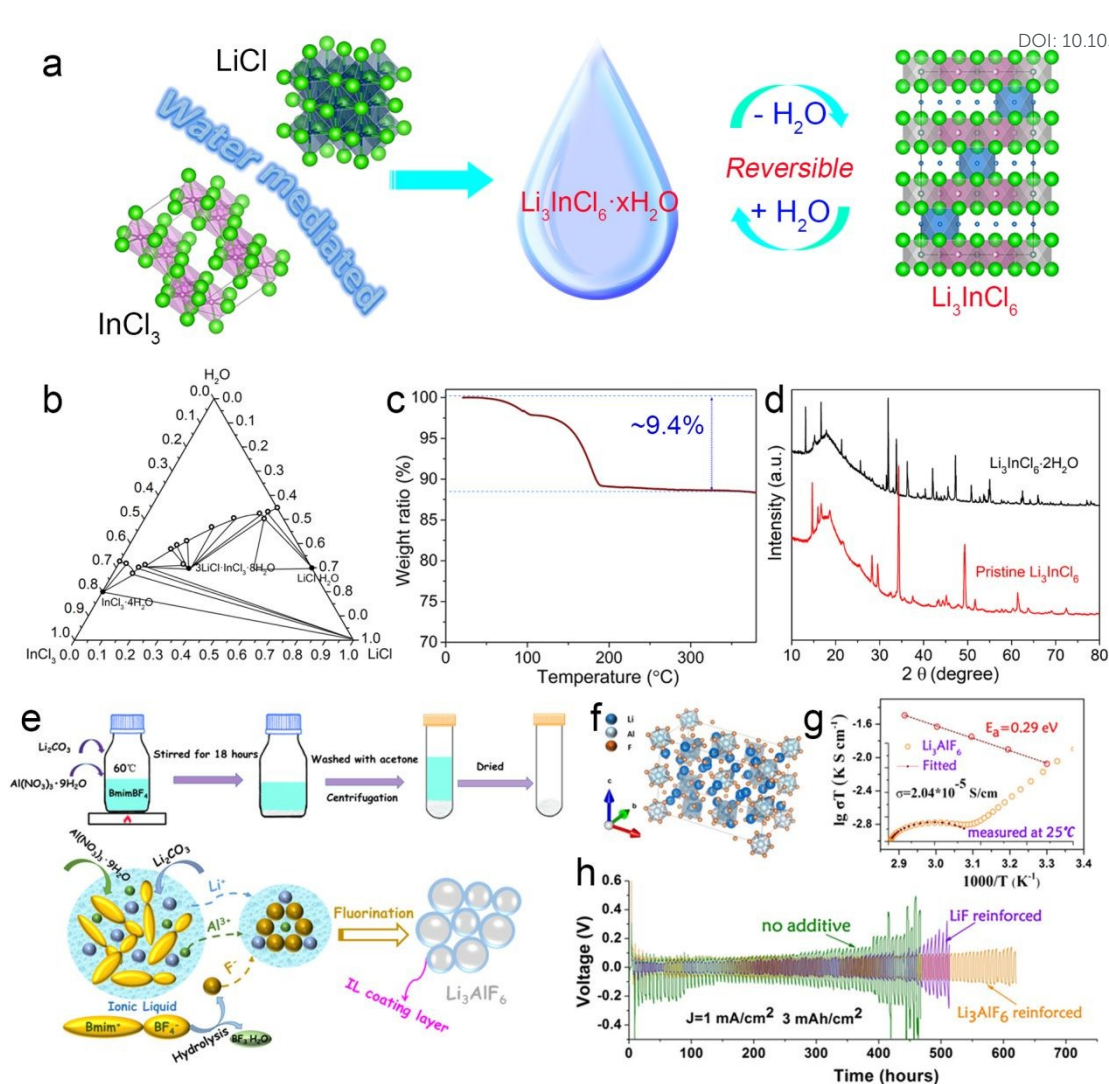 DOI: 10.10
a
LiCl
Water mediated
InCl₃
Li₃InCl₆·xH₂O
- H₂O
Reversible
+ H₂O
Li₃InCl₆
b
H₂O
0.0 0.0
0.1 0.1
0.2 0.2
0.3 0.3
0.4 0.4
0.5 0.5
0.6 0.6
0.7 0.7
0.8 0.8
0.9 0.9
1.0 1.0
3LiCl·InCl₃·8H₂O
LiCl·H₂O
InCl₃·4H₂O
InCl₃ 0.0 0.1 0.2 0.3 0.4 0.5 0.6 0.7 0.8 0.9 1.0 LiCl
c
Weight ratio (%)
100
95
90
85
80
75
70
~9.4%
0 100 200 300
Temperature (°C)
d
Intensity (a.u.)
Li₃InCl₆·2H₂O
Pristine Li₃InCl₆
10 20 30 40 50 60 70 80
2 θ (degree)
e
Li₂CO₃
Al(NO₃)₃·9H₂O
60℃
BmimBF₄
Stirred for 18 hours
Washed with acetone
Centrifugation
Dried
Al(NO₃)₃·9H₂O
Li₂CO₃
Li⁺
Al³⁺
F⁻
Ionic Liquid
Bmim⁺
BF₄⁻
Hydrolysis
BF₃·H₂O
Fluorination
Li₃AlF₆
IL coating layer
f
Li
Al
F
c
b
g
lg σT (K S cm⁻¹)
-1.2
-1.6
-2.0
-2.4
-2.8
Eₐ=0.29 eV
Li₃AlF₆
Fitted
σ=2.04*10⁻⁵ S/cm
measured at 25℃
2.9 3.0 3.1 3.2 3.3
1000/T (K⁻¹)
h
Voltage (V)
0.6
0.4
0.2
0.0
-0.2
-0.4
no additive
LiF reinforced
Li₃AlF₆ reinforced
J=1 mA/cm² 3 mAh/cm²
0 100 200 300 400 500 600 700
Time (hours)